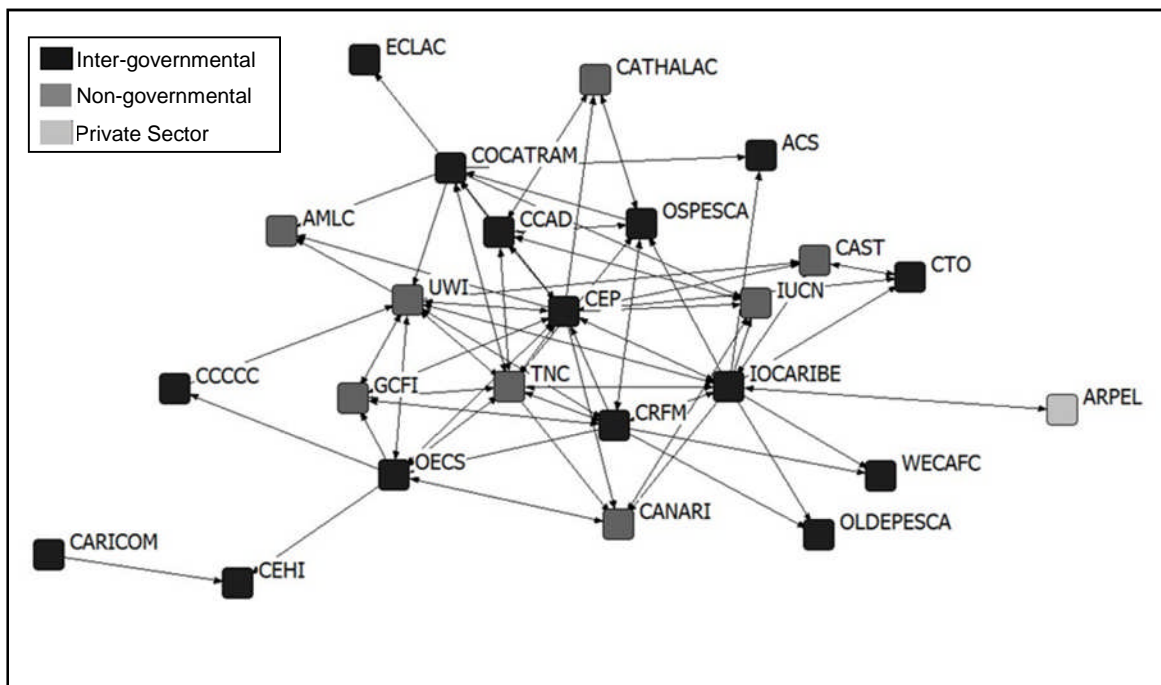 Inter-governmental
Non-governmental
Private Sector
ECLAC
CATHALAC
COCATRAM
ACS
AMLC
CCAD
OSPESCA
CAST
CTO
UWI
CEP
IUCN
CCCCC
GCFI
TNC
IOCARIBE
CRFM
ARPEL
OECS
WECAFC
CANARI
OLDEPESCA
CARICOM
CEHI